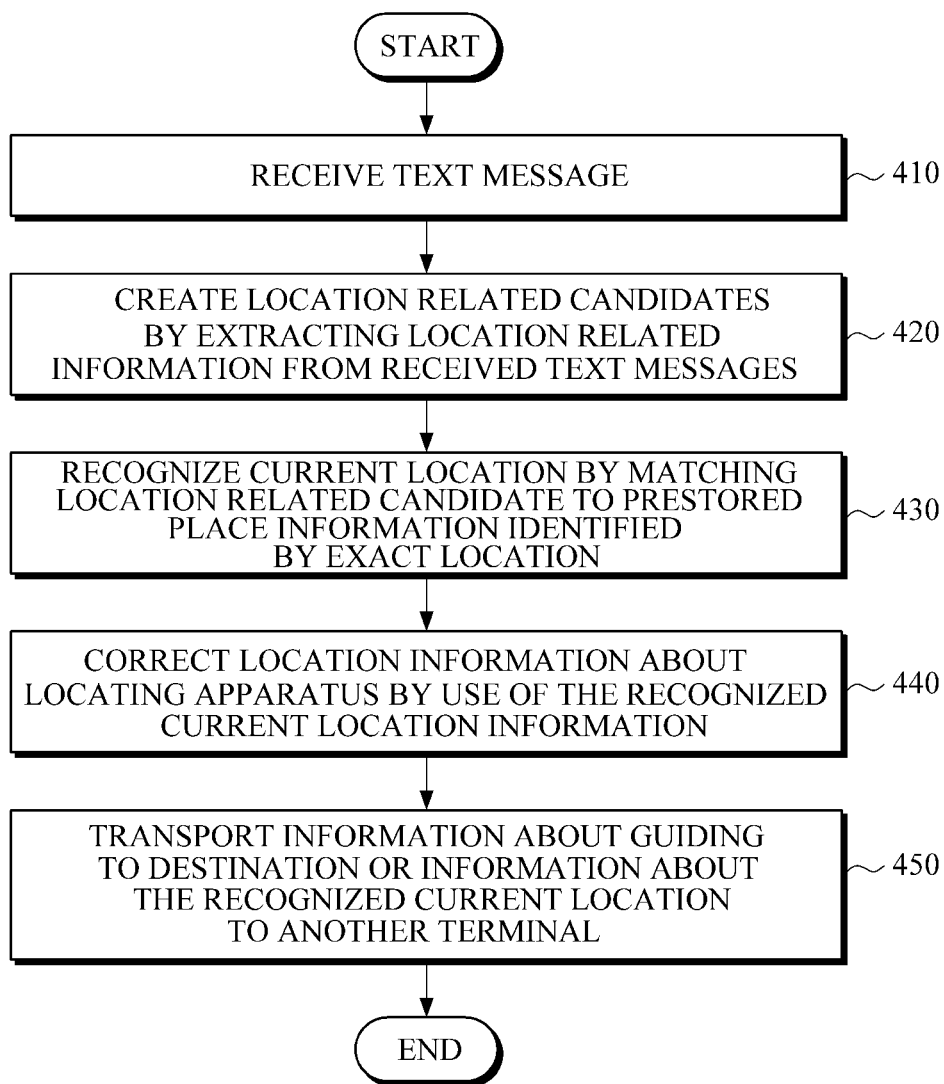 START
RECEIVE TEXT MESSAGE
410
CREATE LOCATION RELATED CANDIDATES
BY EXTRACTING LOCATION RELATED
INFORMATION FROM RECEIVED TEXT MESSAGES
420
RECOGNIZE CURRENT LOCATION BY MATCHING
LOCATION RELATED CANDIDATE TO PRESTORED
PLACE INFORMATION IDENTIFIED
BY EXACT LOCATION
430
CORRECT LOCATION INFORMATION ABOUT
LOCATING APPARATUS BY USE OF THE RECOGNIZED
CURRENT LOCATION INFORMATION
440
TRANSPORT INFORMATION ABOUT GUIDING
TO DESTINATION OR INFORMATION ABOUT
THE RECOGNIZED CURRENT LOCATION
TO ANOTHER TERMINAL
450
END